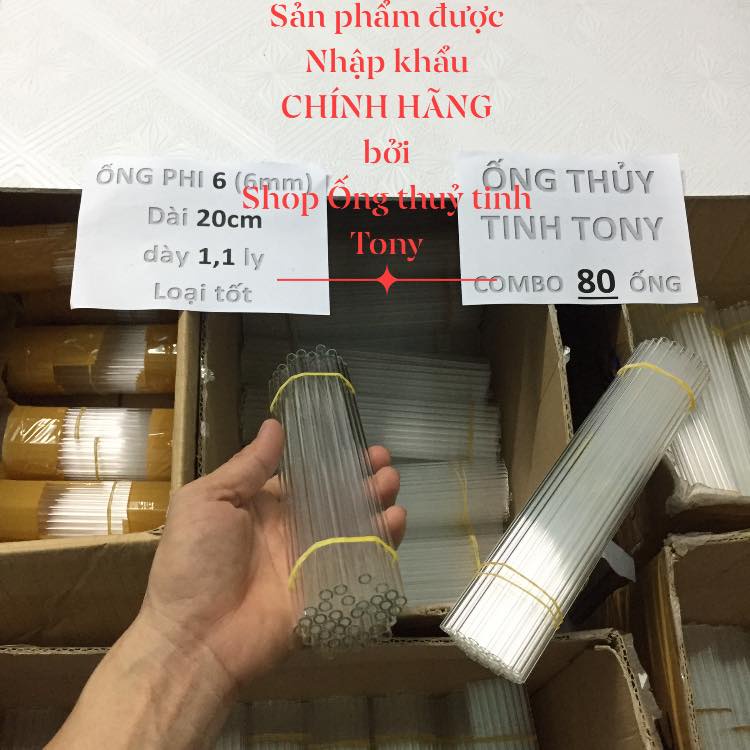 Sản phẩm được
Nhập khẩu
CHÍNH HÃNG
bởi
Shop Ống thuỷ tinh
Tony
ỐNG PHI 6 (6mm)
Dài 20cm
dày 1,1 ly
Loại tốt
ỐNG THỦY
TINH TONY
COMBO 80 ỐNG